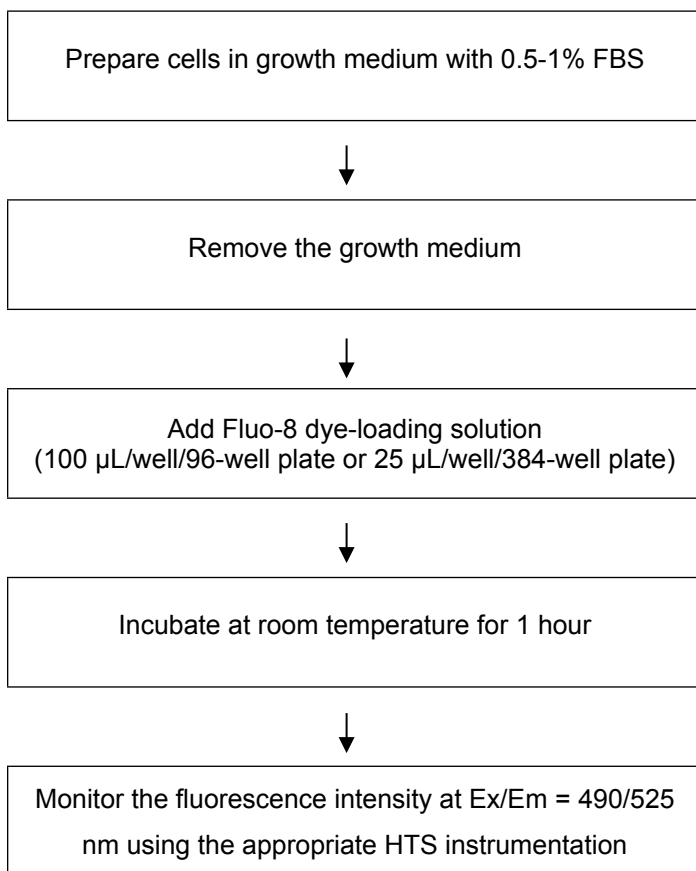 Prepare cells in growth medium with 0.5-1% FBS
Remove the growth medium
Add Fluo-8 dye-loading solution
(100 µL/well/96-well plate or 25 µL/well/384-well plate)
Incubate at room temperature for 1 hour
Monitor the fluorescence intensity at Ex/Em = 490/525
nm using the appropriate HTS instrumentation